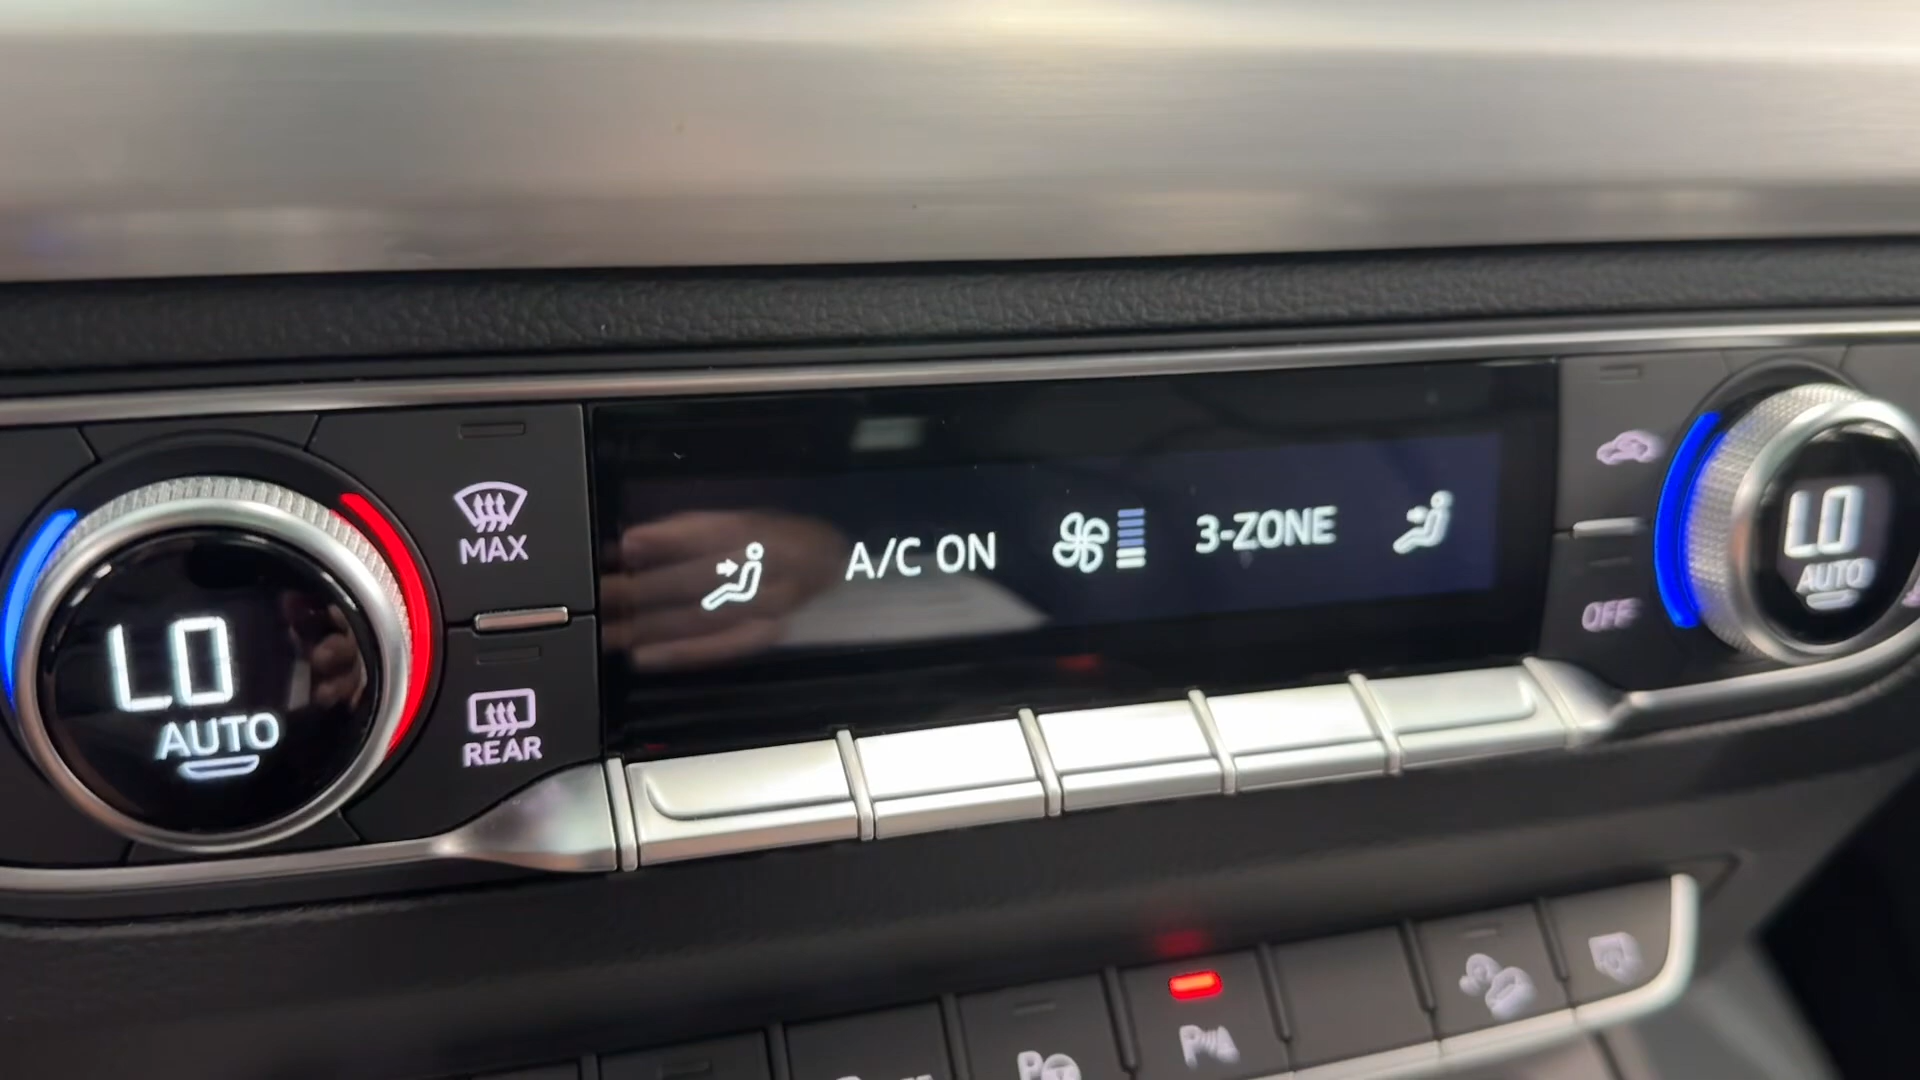 LO
AUTO
MAX
REAR
A/C ON
3-ZONE
OFF
LO
AUTO
P
P